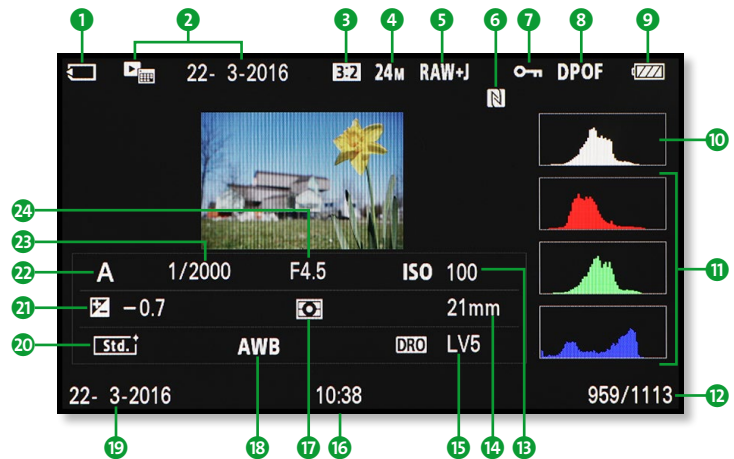 1 2 3 4 5 6 7 8 9
22- 3-2016 3:2 24M RAW+J N DPOF
10
11
24
23
22 A 1/2000 F4.5 ISO 100
21 −0.7 21mm
20 Std. AWB DRO LV5
22- 3-2016 10:38 959/1113 12
19 18 17 16 15 14 13